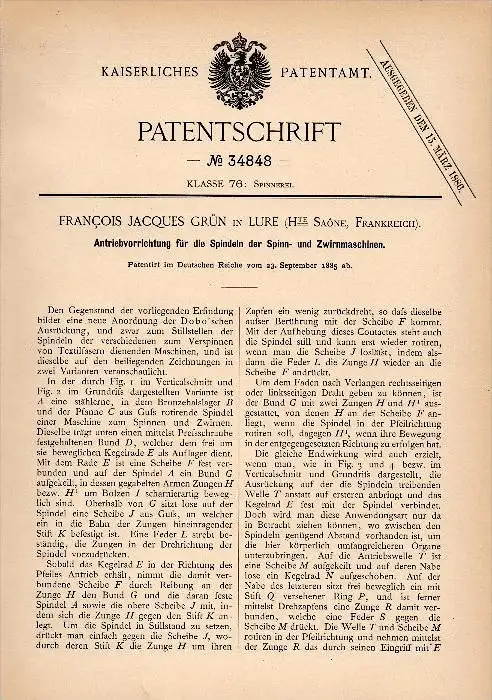 KAISERLICHES PATENTAMT.
AUSGEGEBEN DEN 15. MÄRZ 1886.
PATENTSCHRIFT
— № 34848 —
KLASSE 76: SPINNEREI.
FRANÇOIS JACQUES GRÜN IN LURE (HTE SAÔNE, FRANKREICH).
Antriebvorrichtung für die Spindeln der Spinn- und Zwirnmaschinen.
Patentirt im Deutschen Reiche vom 23. September 1885 ab.
Den Gegenstand der vorliegenden Erfindung
bildet eine neue Anordnung der Dobo'schen
Ausrückung, und zwar zum Stillstellen der
Spindeln der verschiedenen zum Verspinnen
von Textilfasern dienenden Maschinen, und ist
dieselbe auf den beiliegenden Zeichnungen in
zwei Varianten veranschaulicht.
In der durch Fig. 1 im Verticalschnitt und
Fig. 2 im Grundriſs dargestellten Variante ist
A eine stählerne, in dem Bronzehalslager B
und der Pfanne C aus Guſs rotirende Spindel
einer Maschine zum Spinnen und Zwirnen.
Dieselbe trägt unten einen mittelst Preſsschraube
festgehaltenen Bund D, welcher dem frei um
sie beweglichen Kegelrade E als Auflager dient.
Mit dem Rade E ist eine Scheibe F fest ver-
bunden und auf der Spindel A ein Bund G
aufgekeilt, in dessen gegabelten Armen Zungen H
bezw. H¹ um Bolzen I scharnierartig beweg-
lich sind. Oberhalb von G sitzt lose auf der
Spindel eine Scheibe J aus Guſs, an welcher
ein in die Bahn der Zungen hineinragender
Stift K befestigt ist. Eine Feder L strebt be-
ständig, die Zungen in der Drehrichtung der
Spindel vorzudrücken.
Sobald das Kegelrad E in der Richtung des
Pfeiles Antrieb erhält, nimmt die damit ver-
bundene Scheibe F durch Reibung an der
Zunge H den Bund G und die daran feste
Spindel A sowie die obere Scheibe J mit, in-
dem sich die Zunge H gegen den Stift K an-
legt. Um die Spindel in Stillstand zu setzen,
drückt man einfach gegen die Scheibe J, wo-
durch deren Stift K die Zunge H um ihren
Zapfen ein wenig zurückdreht, so daſs dieselbe
auſser Berührung mit der Scheibe F kommt.
Mit der Aufhebung dieses Contactes steht auch
die Spindel still und kann erst wieder rotiren,
wenn man die Scheibe J losläſst, indem als-
dann die Feder L die Zunge H wieder an die
Scheibe F andrückt.
Um dem Faden nach Verlangen rechtsseitigen
oder linksseitigen Draht geben zu können, ist
der Bund G mit zwei Zungen H und H¹ aus-
gestattet, von denen H an der Scheibe F an-
liegt, wenn die Spindel in der Pfeilrichtung
rotiren soll, dagegen H¹, wenn ihre Bewegung
in der entgegengesetzten Richtung zu erfolgen hat.
Die gleiche Endwirkung wird auch erzielt,
wenn man, wie in Fig. 3 und 4 bezw. im
Verticalschnitt und Grundriſs dargestellt, die
Ausrückung auf der die Spindeln treibenden
Welle T anstatt auf ersteren anbringt und das
Kegelrad E fest mit der Spindel verbindet.
Doch wird man diese Anwendungsart nur da
in Betracht ziehen können, wo zwischen den
Spindeln genügend Abstand vorhanden ist, um
die hier körperlich umfangreicheren Organe
unterzubringen. Auf die Antriebswelle T ist
eine Scheibe M aufgekeilt und auf deren Nabe
lose ein Kegelrad N aufgeschoben. Auf der
Nabe des letzteren sitzt frei beweglich ein mit
Stift Q versehener Ring P, und ist ferner
mittelst Drehzapfens eine Zunge R damit ver-
bunden, welche eine Feder S gegen die
Scheibe M drückt. Die Welle T und Scheibe M
rotiren in der Pfeilrichtung und nehmen mittelst
der Zunge R das durch seinen Eingriff mit E